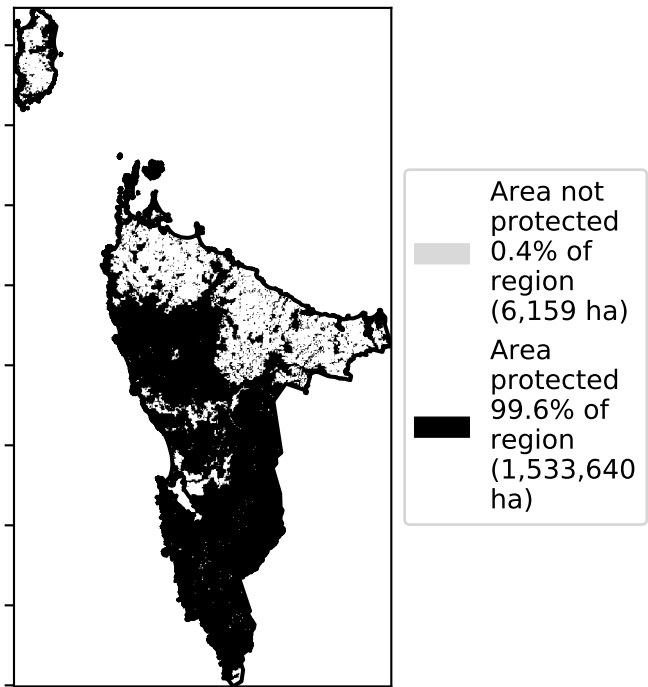 Area not
protected
0.4% of
region
(6,159 ha)
Area
protected
99.6% of
region
(1,533,640
ha)